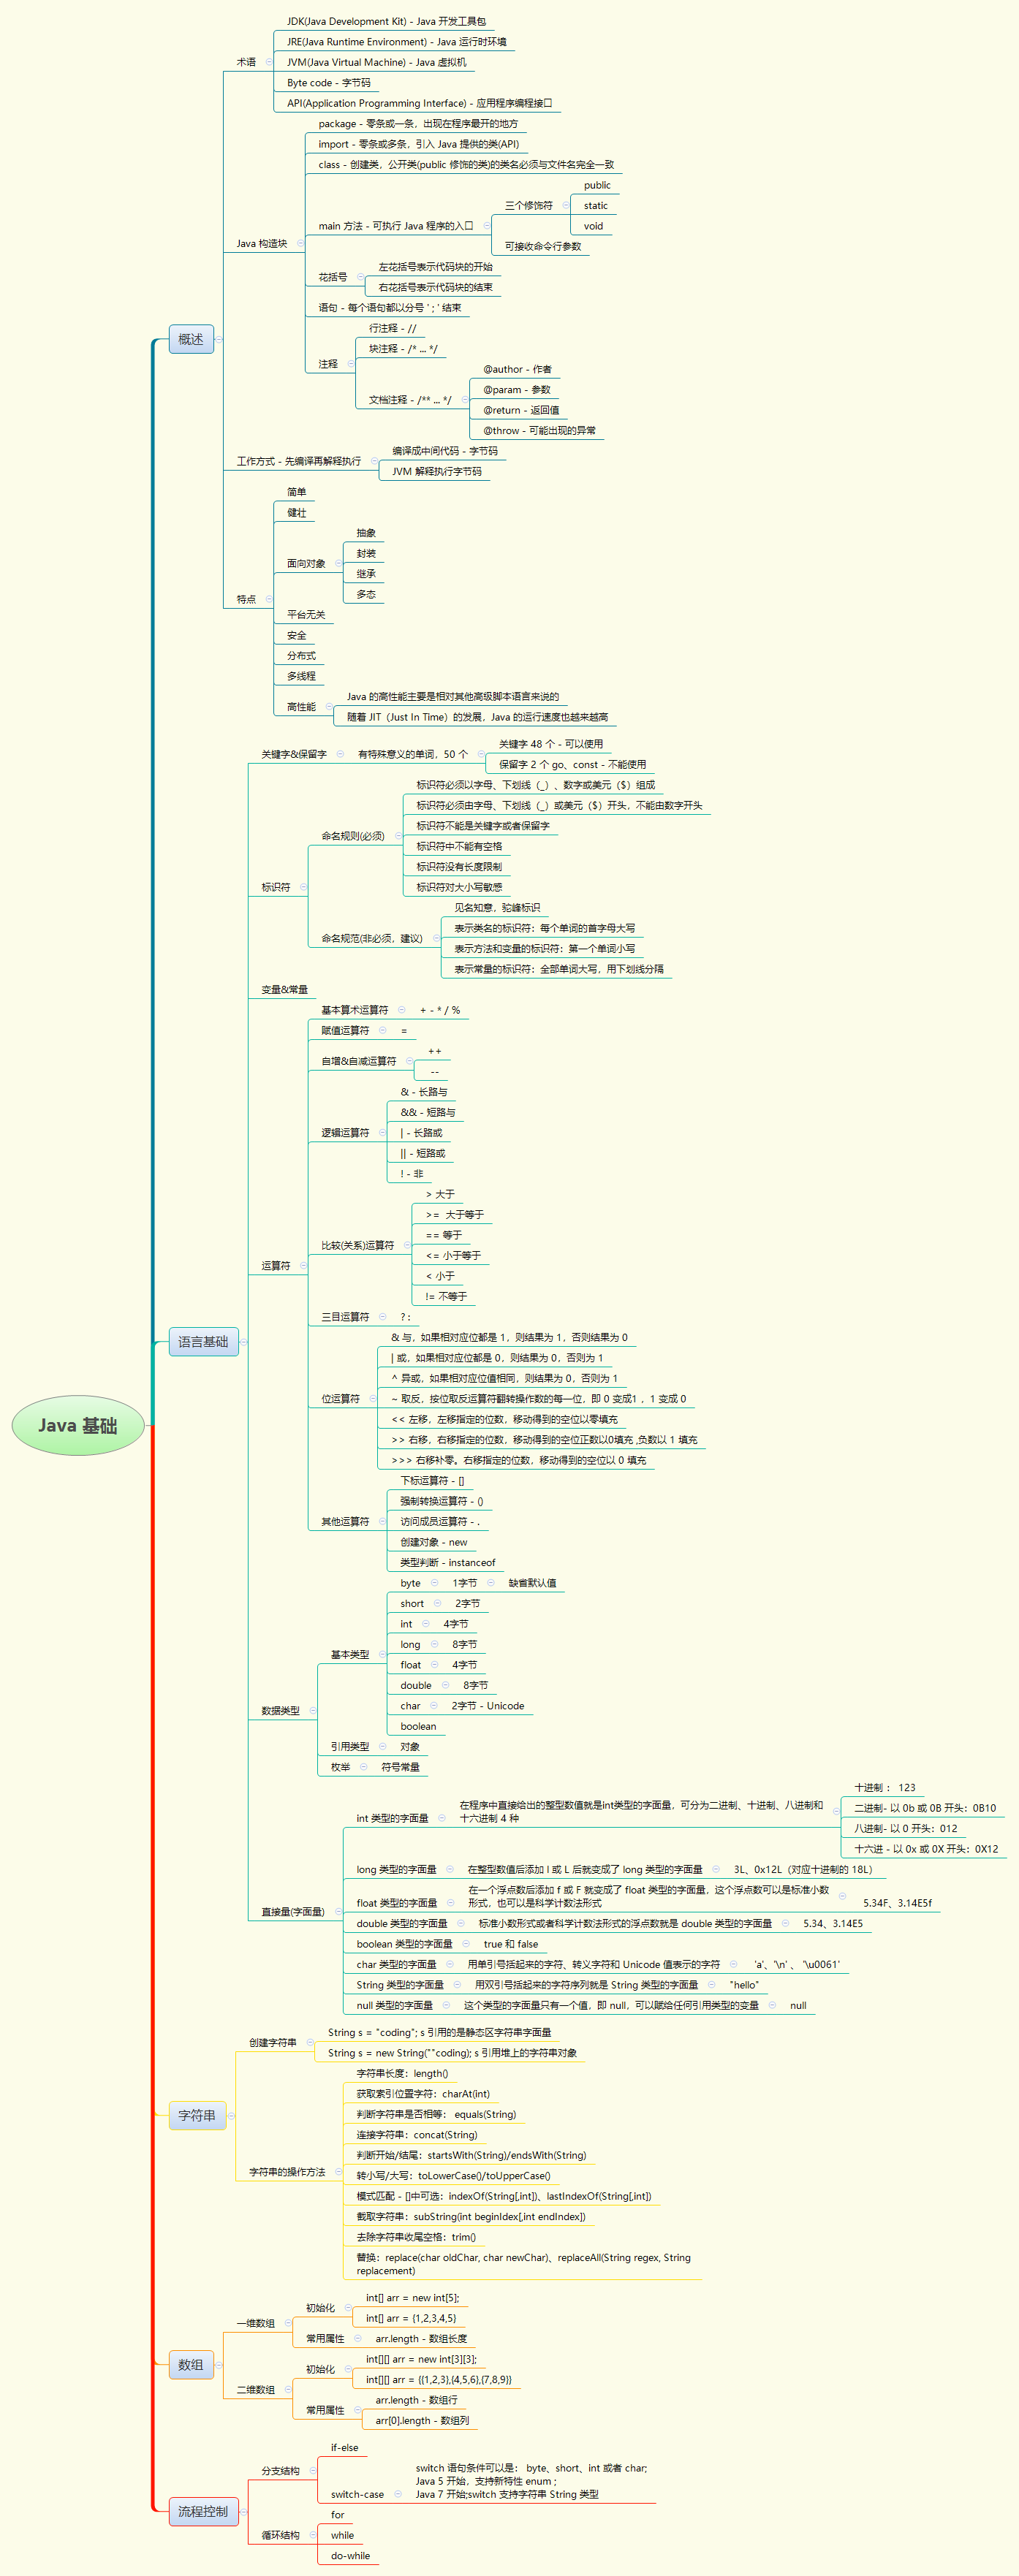 Java 基础
概述
术语
JDK(Java Development Kit) - Java 开发工具包
JRE(Java Runtime Environment) - Java 运行时环境
JVM(Java Virtual Machine) - Java 虚拟机
Byte code - 字节码
API(Application Programming Interface) - 应用程序编程接口
Java 构造块
package - 零条或一条，出现在程序最开的地方
import - 零条或多条，引入 Java 提供的类(API)
class - 创建类，公开类(public 修饰的类)的类名必须与文件名完全一致
main 方法 - 可执行 Java 程序的入口
三个修饰符
public
static
void
可接收命令行参数
花括号
左花括号表示代码块的开始
右花括号表示代码块的结束
语句 - 每个语句都以分号 ' ; ' 结束
注释
行注释 - //
块注释 - /* ... */
文档注释 - /** ... */
@author - 作者
@param - 参数
@return - 返回值
@throw - 可能出现的异常
工作方式 - 先编译再解释执行
编译成中间代码 - 字节码
JVM 解释执行字节码
特点
简单
健壮
面向对象
抽象
封装
继承
多态
平台无关
安全
分布式
多线程
高性能
Java 的高性能主要是相对其他高级脚本语言来说的
随着 JIT（Just In Time）的发展，Java 的运行速度也越来越高
语言基础
关键字&保留字
有特殊意义的单词，50 个
关键字 48 个 - 可以使用
保留字 2 个 go、const - 不能使用
标识符
命名规则(必须)
标识符必须以字母、下划线（_）、数字或美元（$）组成
标识符必须由字母、下划线（_）或美元（$）开头，不能由数字开头
标识符不能是关键字或者保留字
标识符中不能有空格
标识符没有长度限制
标识符对大小写敏感
命名规范(非必须，建议)
见名知意，驼峰标识
表示类名的标识符：每个单词的首字母大写
表示方法和变量的标识符：第一个单词小写
表示常量的标识符：全部单词大写，用下划线分隔
变量&常量
运算符
基本算术运算符
+ - * / %
赋值运算符
=
自增&自减运算符
++
--
逻辑运算符
& - 长路与
&& - 短路与
| - 长路或
|| - 短路或
! - 非
比较(关系)运算符
> 大于
>= 大于等于
== 等于
<= 小于等于
< 小于
!= 不等于
三目运算符
? :
位运算符
& 与，如果相对应位都是 1，则结果为 1，否则结果为 0
| 或，如果相对应位都是 0，则结果为 0，否则为 1
^ 异或，如果相对应位值相同，则结果为 0，否则为 1
~ 取反，按位取反运算符翻转操作数的每一位，即 0 变成1 ，1 变成 0
<< 左移，左移指定的位数，移动得到的空位以零填充
>> 右移，右移指定的位数，移动得到的空位正数以0填充 ,负数以 1 填充
>>> 右移补零。右移指定的位数，移动得到的空位以 0 填充
其他运算符
下标运算符 - []
强制转换运算符 - ()
访问成员运算符 - .
创建对象 - new
类型判断 - instanceof
数据类型
基本类型
byte
1字节
缺省默认值
short
2字节
int
4字节
long
8字节
float
4字节
double
8字节
char
2字节 - Unicode
boolean
引用类型
对象
枚举
符号常量
直接量(字面量)
int 类型的字面量
在程序中直接给出的整型数值就是int类型的字面量，可分为二进制、十进制、八进制和
十六进制 4 种
十进制 ： 123
二进制- 以 0b 或 0B 开头：0B10
八进制- 以 0 开头：012
十六进 - 以 0x 或 0X 开头：0X12
long 类型的字面量
在整型数值后添加 l 或 L 后就变成了 long 类型的字面量
3L、0x12L（对应十进制的 18L）
float 类型的字面量
在一个浮点数后添加 f 或 F 就变成了 float 类型的字面量，这个浮点数可以是标准小数
形式，也可以是科学计数法形式
5.34F、3.14E5f
double 类型的字面量
标准小数形式或者科学计数法形式的浮点数就是 double 类型的字面量
5.34、3.14E5
boolean 类型的字面量
true 和 false
char 类型的字面量
用单引号括起来的字符、转义字符和 Unicode 值表示的字符
'a'、'\n' 、 '\u0061'
String 类型的字面量
用双引号括起来的字符序列就是 String 类型的字面量
"hello"
null 类型的字面量
这个类型的字面量只有一个值，即 null，可以赋给任何引用类型的变量
null
字符串
创建字符串
String s = "coding"; s 引用的是静态区字符串字面量
String s = new String(""coding); s 引用堆上的字符串对象
字符串的操作方法
字符串长度：length()
获取索引位置字符：charAt(int)
判断字符串是否相等： equals(String)
连接字符串：concat(String)
判断开始/结尾：startsWith(String)/endsWith(String)
转小写/大写：toLowerCase()/toUpperCase()
模式匹配 - []中可选：indexOf(String[,int])、lastIndexOf(String[,int])
截取字符串：subString(int beginIdex[,int endIndex])
去除字符串收尾空格：trim()
替换：replace(char oldChar, char newChar)、replaceAll(String regex, String
replacement)
数组
一维数组
初始化
int[] arr = new int[5];
int[] arr = {1,2,3,4,5}
常用属性
arr.length - 数组长度
二维数组
初始化
int[][] arr = new int[3][3];
int[][] arr = {{1,2,3},{4,5,6},{7,8,9}}
常用属性
arr.length - 数组行
arr[0].length - 数组列
流程控制
分支结构
if-else
switch-case
switch 语句条件可以是： byte、short、int 或者 char;
Java 5 开始，支持新特性 enum ;
Java 7 开始;switch 支持字符串 String 类型
循环结构
for
while
do-while